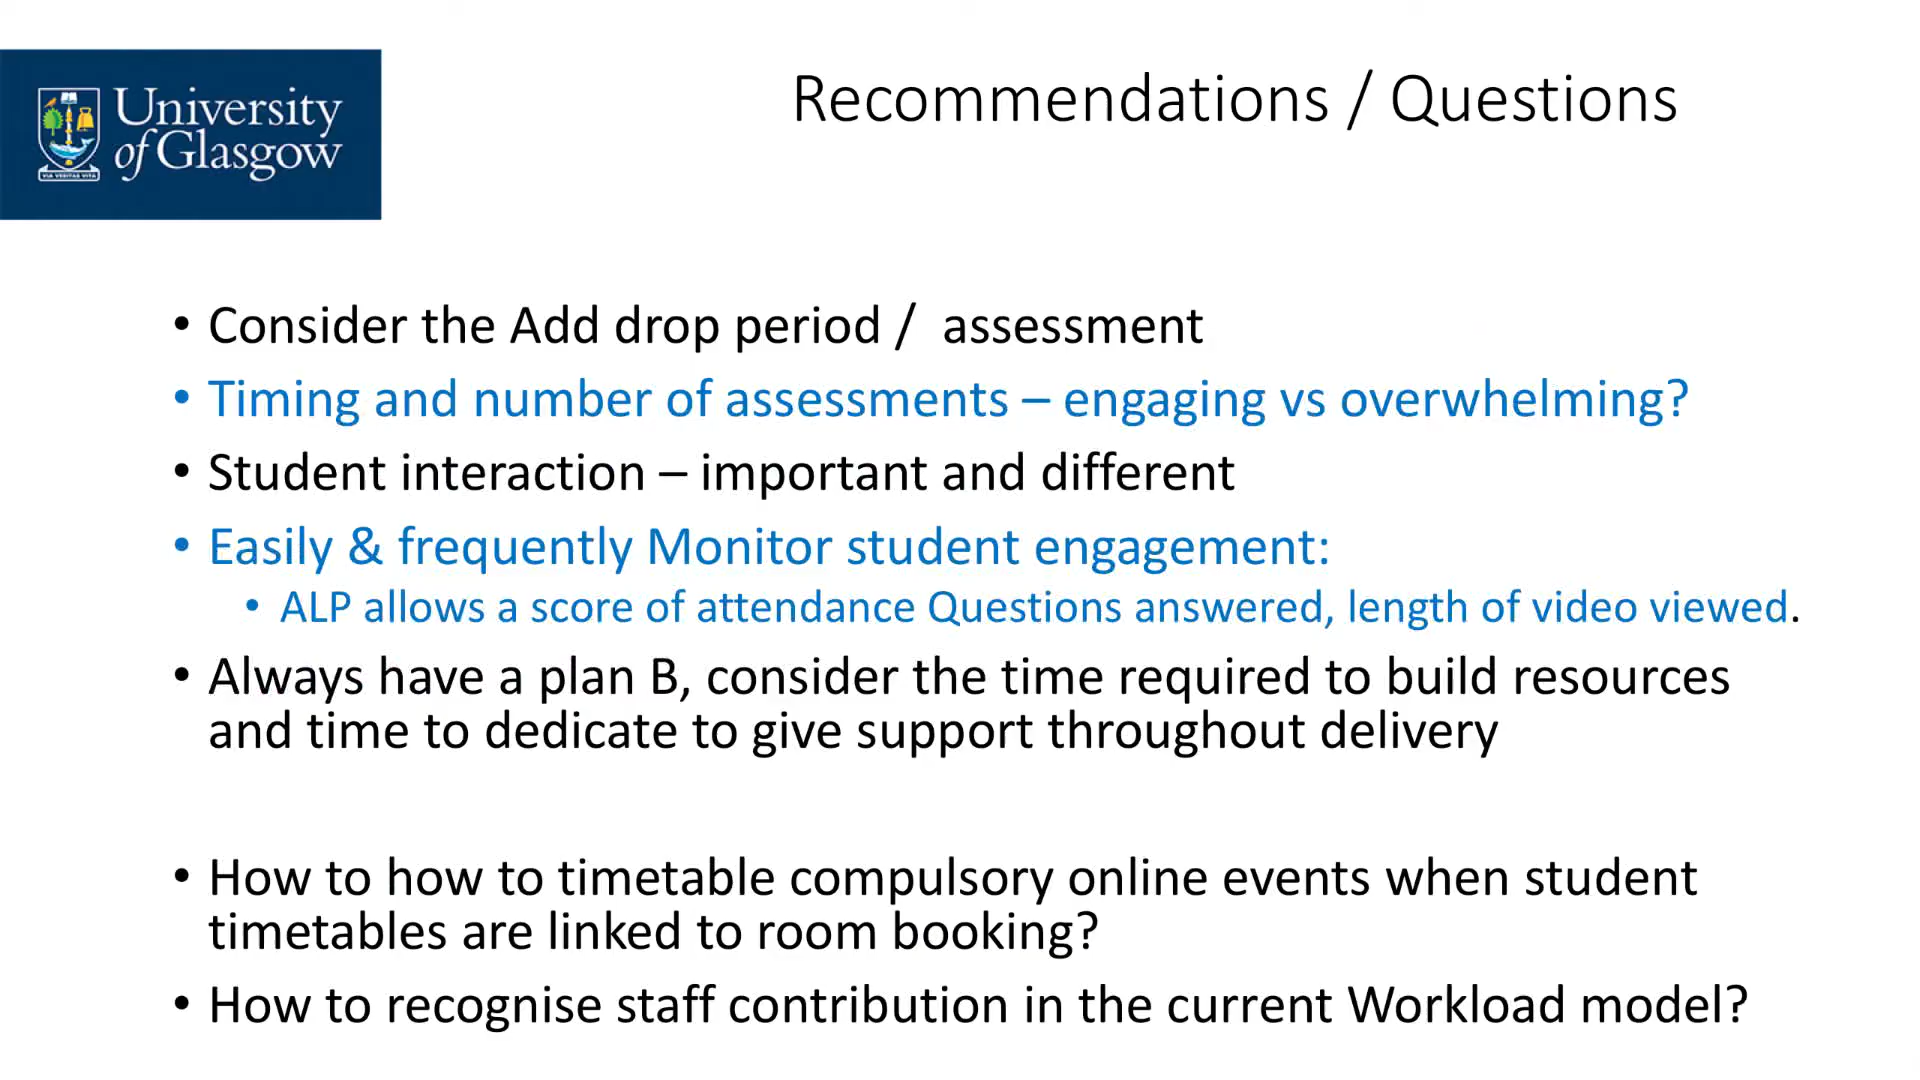 University
of Glasgow
VIA VERITAS VITA
Recommendations / Questions
• Consider the Add drop period /  assessment
• Timing and number of assessments – engaging vs overwhelming?
• Student interaction – important and different
• Easily & frequently Monitor student engagement:
• ALP allows a score of attendance Questions answered, length of video viewed.
• Always have a plan B, consider the time required to build resources
and time to dedicate to give support throughout delivery
• How to how to timetable compulsory online events when student
timetables are linked to room booking?
• How to recognise staff contribution in the current Workload model?